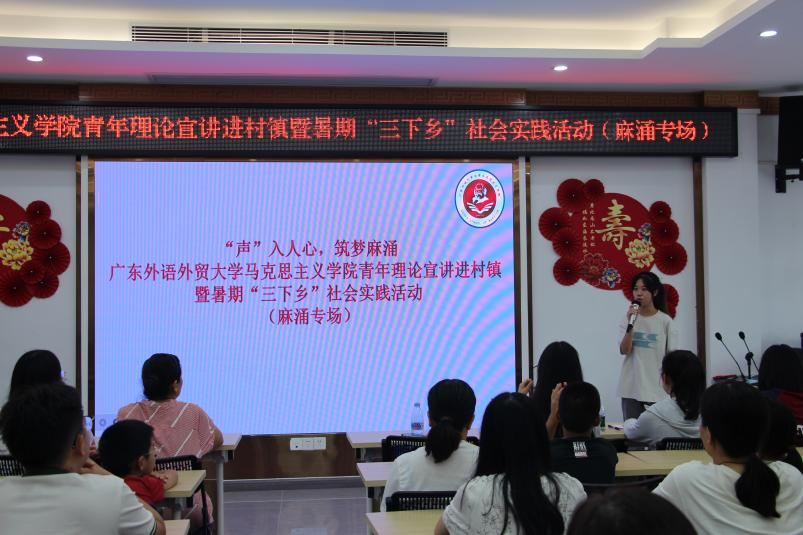 主义学院青年理论宣讲进村镇暨暑期“三下乡”社会实践活动（麻涌专场）
“声”入人心，筑梦麻涌
广东外语外贸大学马克思主义学院青年理论宣讲进村镇
暨暑期“三下乡”社会实践活动
（麻涌专场）
寿